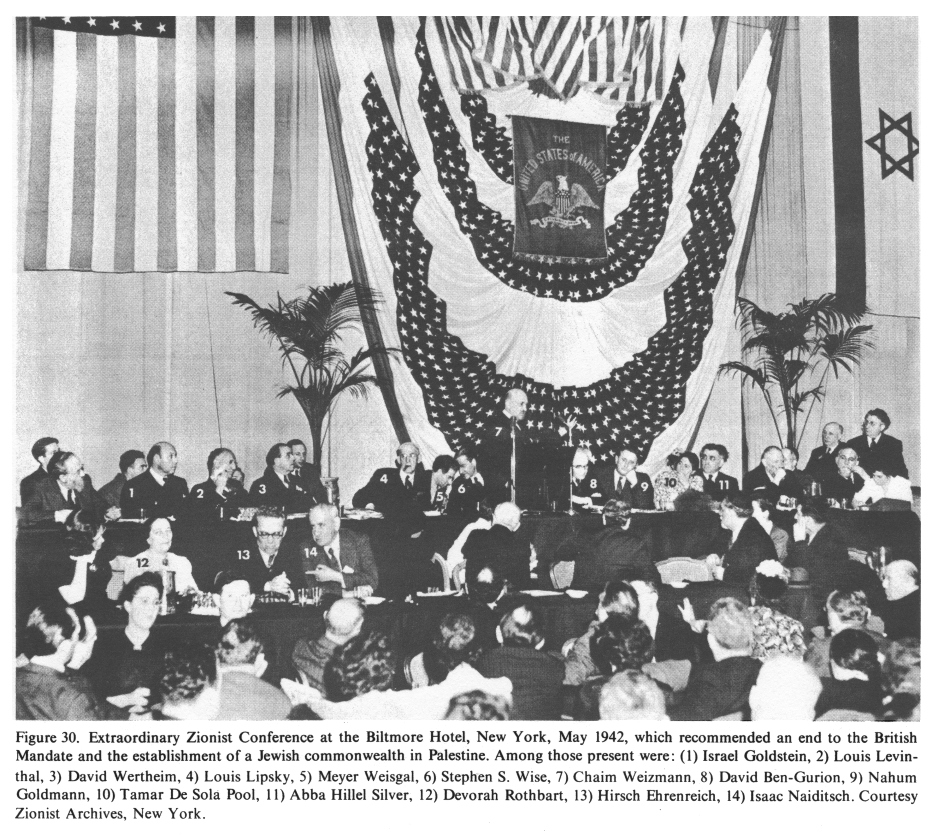 THE
UNITED STATES of AMERICA
7
1
2
3
4
5
6
8
9
10
11
12
13
14
Figure 30. Extraordinary Zionist Conference at the Biltmore Hotel, New York, May 1942, which recommended an end to the British
Mandate and the establishment of a Jewish commonwealth in Palestine. Among those present were: (1) Israel Goldstein, 2) Louis Levin-
thal, 3) David Wertheim, 4) Louis Lipsky, 5) Meyer Weisgal, 6) Stephen S. Wise, 7) Chaim Weizmann, 8) David Ben-Gurion, 9) Nahum
Goldmann, 10) Tamar De Sola Pool, 11) Abba Hillel Silver, 12) Devorah Rothbart, 13) Hirsch Ehrenreich, 14) Isaac Naiditsch. Courtesy
Zionist Archives, New York.